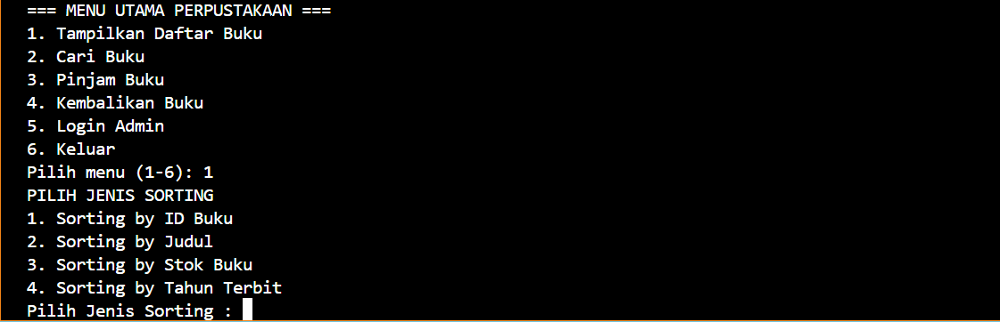 === MENU UTAMA PERPUSTAKAAN ===
1. Tampilkan Daftar Buku
2. Cari Buku
3. Pinjam Buku
4. Kembalikan Buku
5. Login Admin
6. Keluar
Pilih menu (1-6): 1
PILIH JENIS SORTING
1. Sorting by ID Buku
2. Sorting by Judul
3. Sorting by Stok Buku
4. Sorting by Tahun Terbit
Pilih Jenis Sorting :